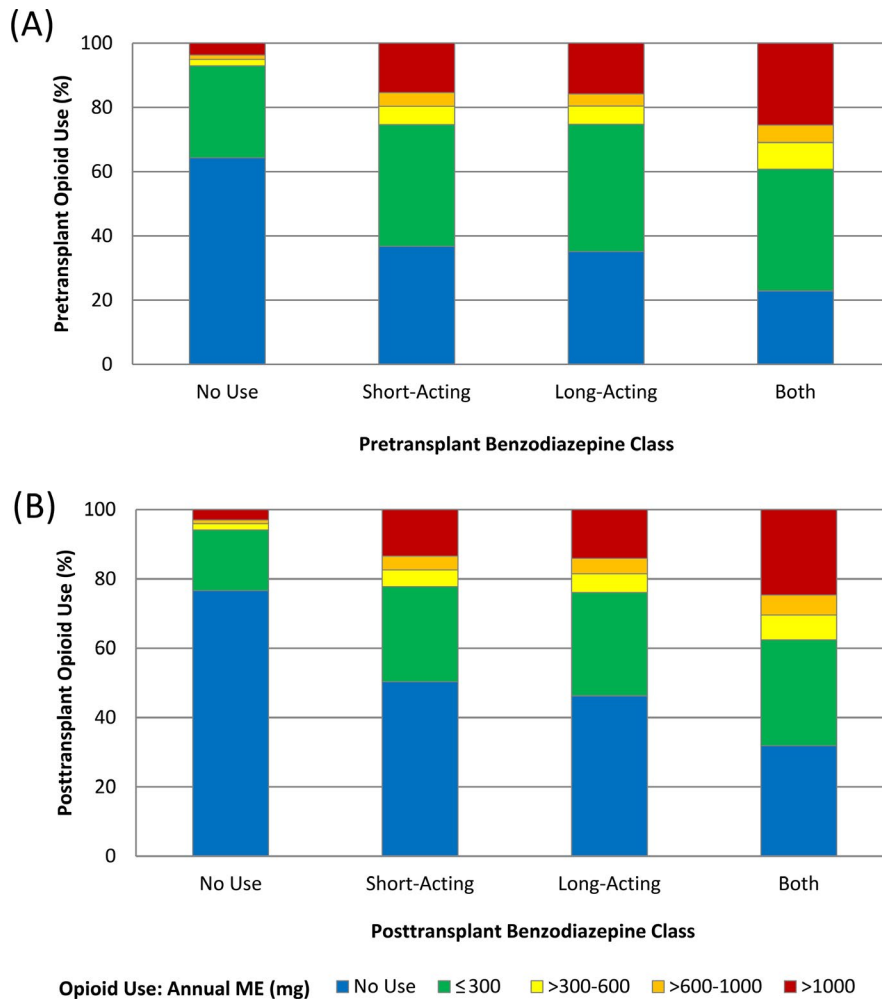 (A)
Pretransplant Opioid Use (%)
100
80
60
40
20
0
No Use Short-Acting Long-Acting Both
Pretransplant Benzodiazepine Class
(B)
Posttransplant Opioid Use (%)
100
80
60
40
20
0
No Use Short-Acting Long-Acting Both
Posttransplant Benzodiazepine Class
Opioid Use: Annual ME (mg) No Use ≤300 >300-600 >600-1000 >1000